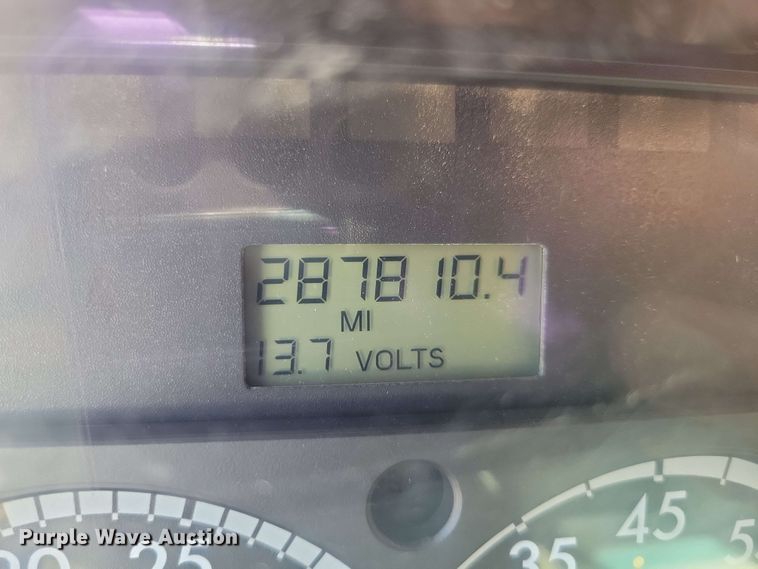 287810.4
MI
13.7 VOLTS
45
35
25
Purple Wave Auction